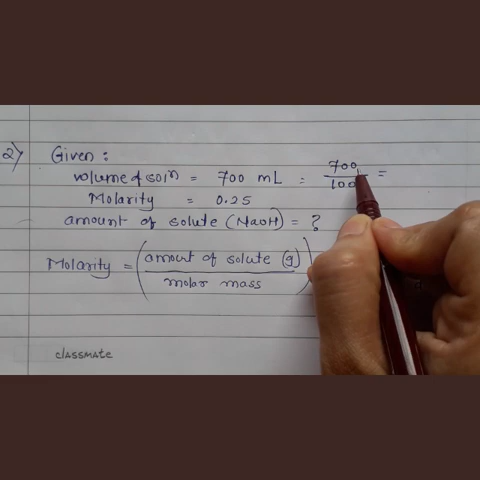 2) Given :
volume of soln = 700 mL = 700/100 =
Molarity = 0.25
amount of solute (NaOH) = ?
Molarity = (amount of solute (g)/molar mass)
classmate